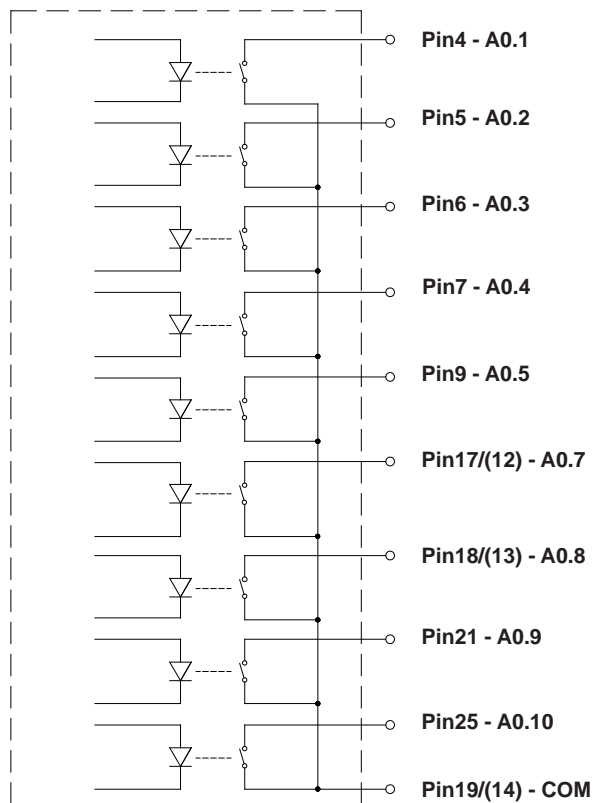 Pin4 - A0.1
Pin5 - A0.2
Pin6 - A0.3
Pin7 - A0.4
Pin9 - A0.5
Pin17/(12) - A0.7
Pin18/(13) - A0.8
Pin21 - A0.9
Pin25 - A0.10
Pin19/(14) - COM